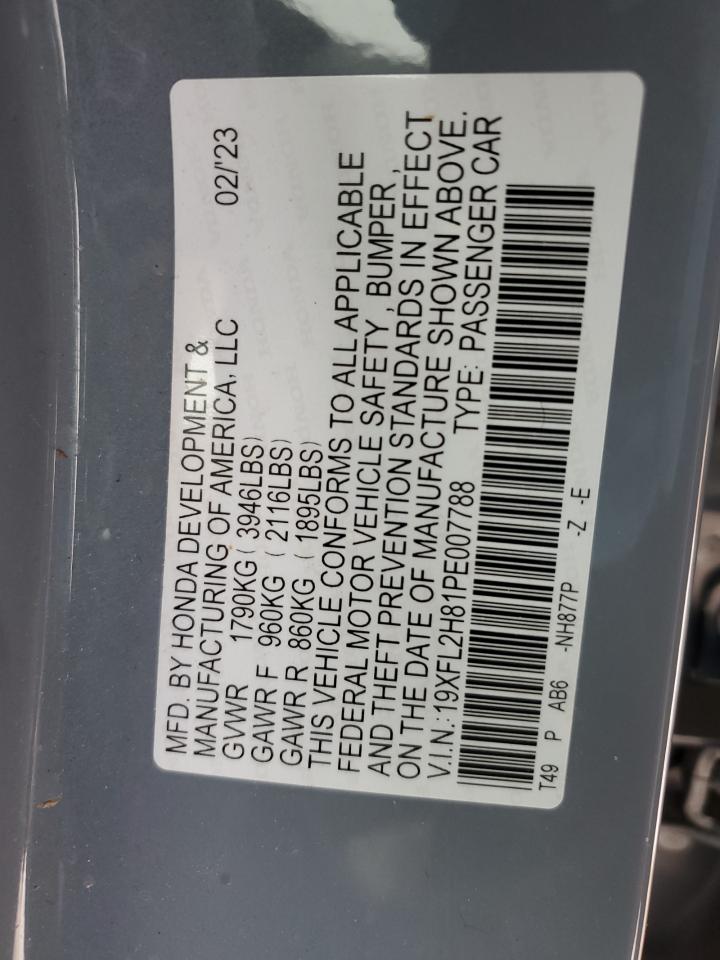 MFD. BY HONDA DEVELOPMENT &
MANUFACTURING OF AMERICA, LLC 02/'23
GVWR 1790KG ( 3946LBS)
GAWR F 960KG ( 2116LBS)
GAWR R 860KG ( 1895LBS)
THIS VEHICLE CONFORMS TO ALL APPLICABLE
FEDERAL MOTOR VEHICLE SAFETY , BUMPER ,
AND THEFT PREVENTION STANDARDS IN EFFECT
ON THE DATE OF MANUFACTURE SHOWN ABOVE.
V.I.N.:19XFL2H81PE007788 TYPE: PASSENGER CAR
T49 P AB6 -NH877P -Z -E